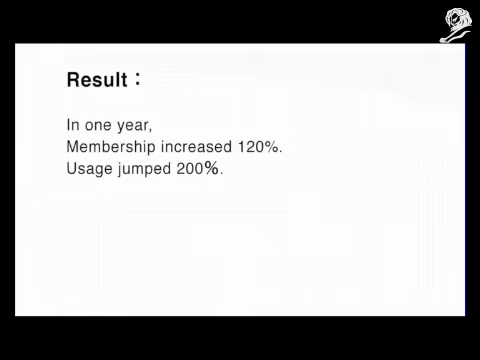 Result :
In one year,
Membership increased 120%.
Usage jumped 200%.